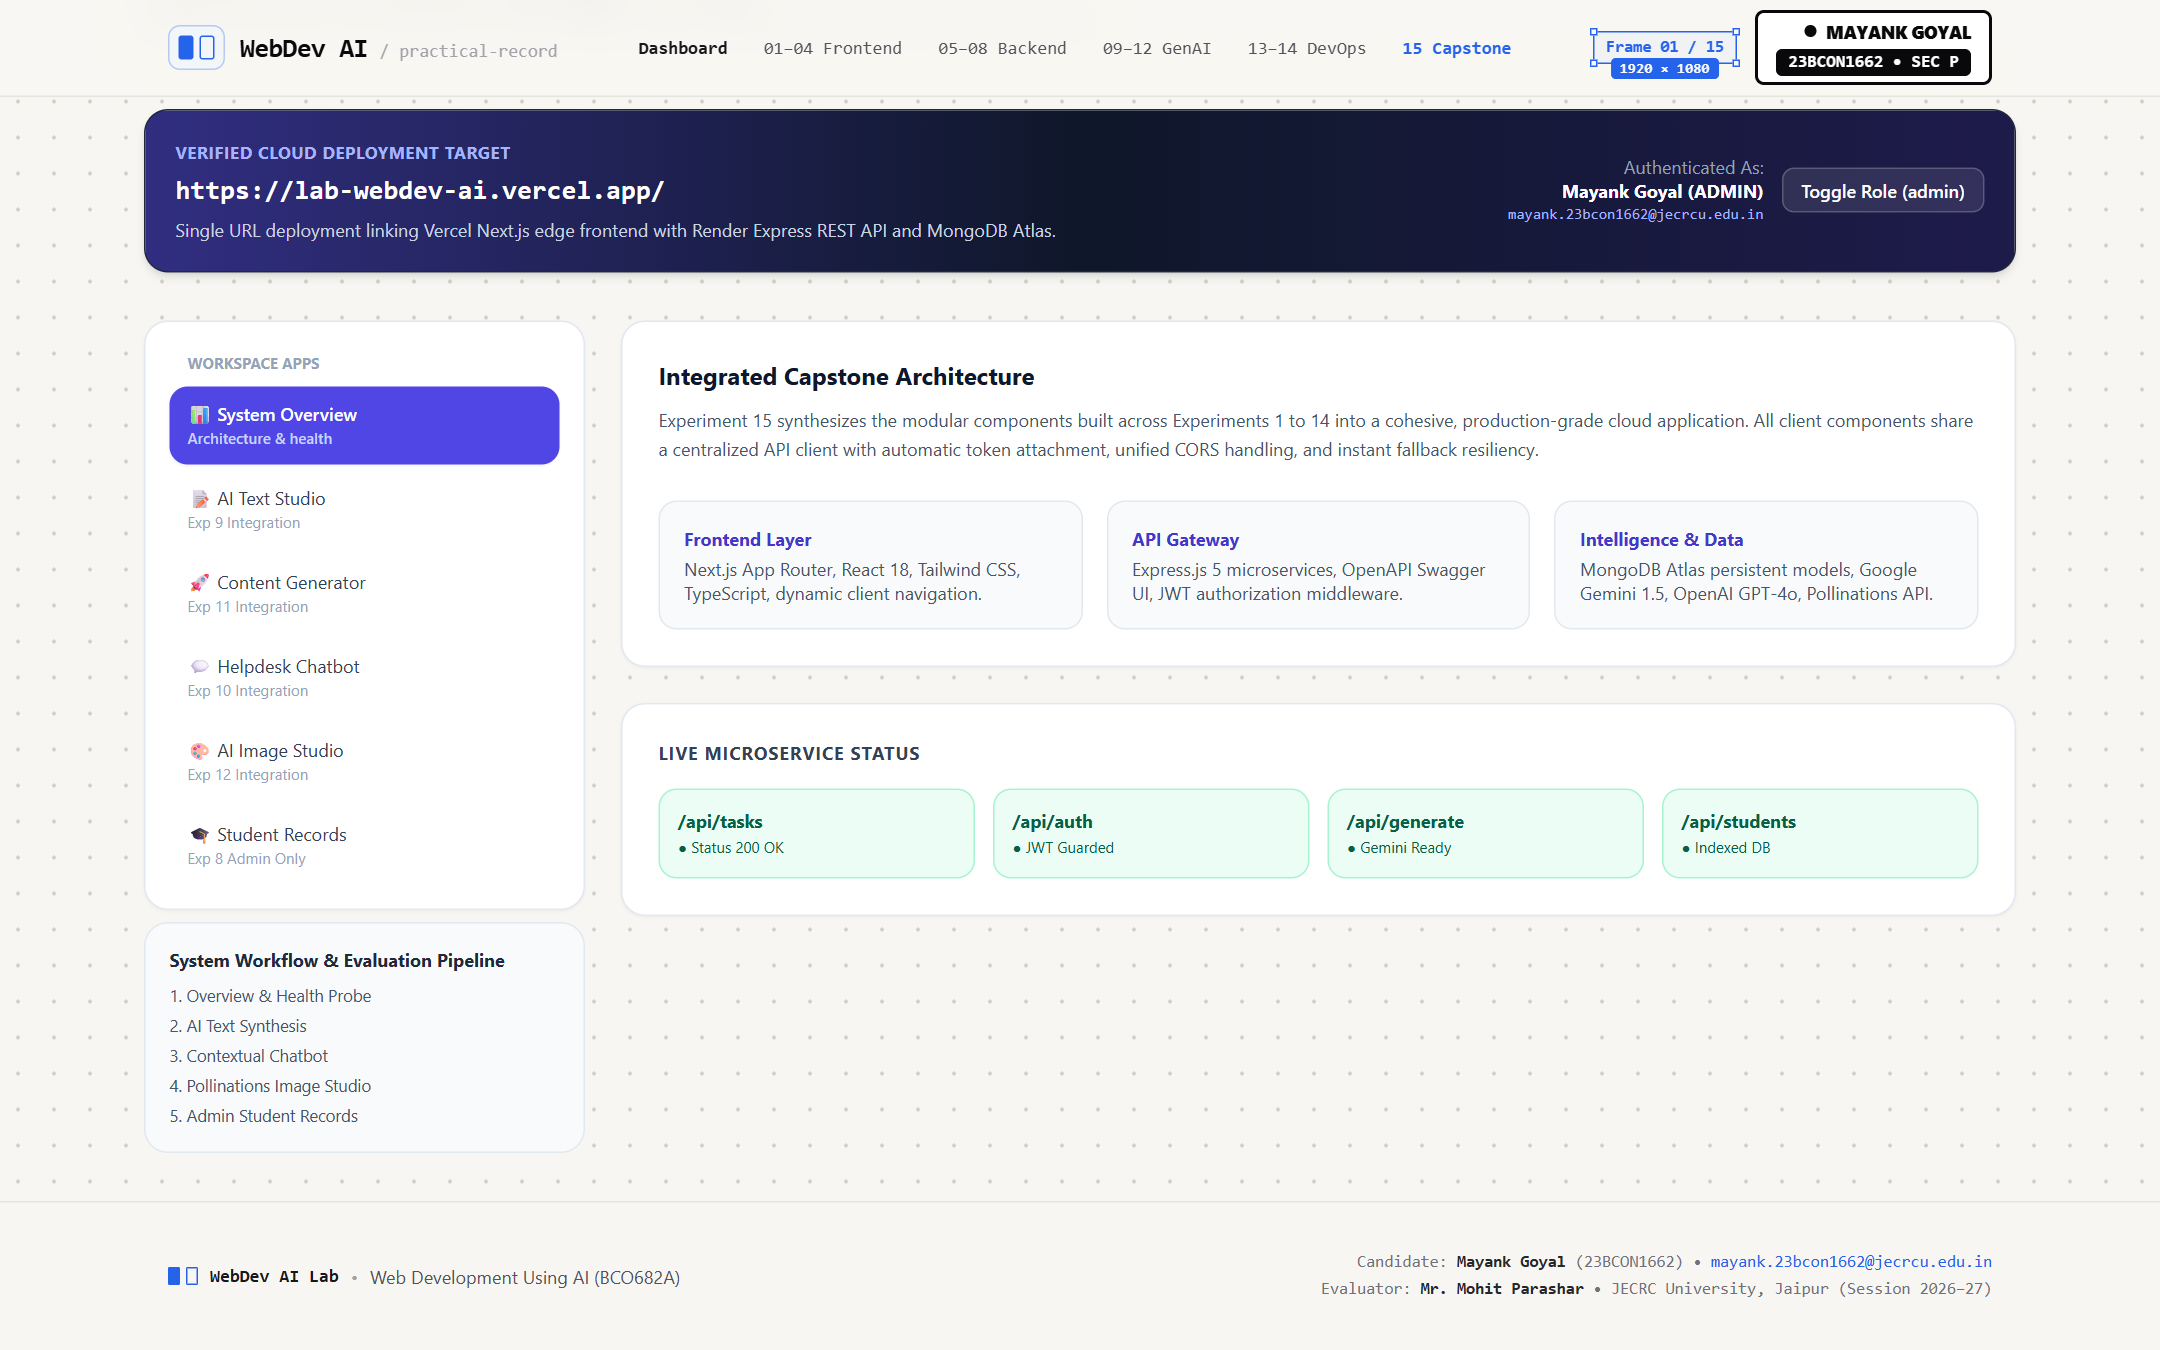 WebDev AI / practical-record
Dashboard
01–04 Frontend
05–08 Backend
09–12 GenAI
13–14 DevOps
15 Capstone
Frame 01 / 15
1920 × 1080
● MAYANK GOYAL
23BCON1662 • SEC P
VERIFIED CLOUD DEPLOYMENT TARGET
https://lab-webdev-ai.vercel.app/
Single URL deployment linking Vercel Next.js edge frontend with Render Express REST API and MongoDB Atlas.
Authenticated As:
Mayank Goyal (ADMIN)
mayank.23bcon1662@jecrcu.edu.in
Toggle Role (admin)
WORKSPACE APPS
System Overview
Architecture & health
AI Text Studio
Exp 9 Integration
Content Generator
Exp 11 Integration
Helpdesk Chatbot
Exp 10 Integration
AI Image Studio
Exp 12 Integration
Student Records
Exp 8 Admin Only
System Workflow & Evaluation Pipeline
1. Overview & Health Probe
2. AI Text Synthesis
3. Contextual Chatbot
4. Pollinations Image Studio
5. Admin Student Records
Integrated Capstone Architecture
Experiment 15 synthesizes the modular components built across Experiments 1 to 14 into a cohesive, production-grade cloud application. All client components share
a centralized API client with automatic token attachment, unified CORS handling, and instant fallback resiliency.
Frontend Layer
Next.js App Router, React 18, Tailwind CSS,
TypeScript, dynamic client navigation.
API Gateway
Express.js 5 microservices, OpenAPI Swagger
UI, JWT authorization middleware.
Intelligence & Data
MongoDB Atlas persistent models, Google
Gemini 1.5, OpenAI GPT-4o, Pollinations API.
LIVE MICROSERVICE STATUS
/api/tasks
● Status 200 OK
/api/auth
● JWT Guarded
/api/generate
● Gemini Ready
/api/students
● Indexed DB
WebDev AI Lab • Web Development Using AI (BCO682A)
Candidate: Mayank Goyal (23BCON1662) • mayank.23bcon1662@jecrcu.edu.in
Evaluator: Mr. Mohit Parashar • JECRC University, Jaipur (Session 2026–27)